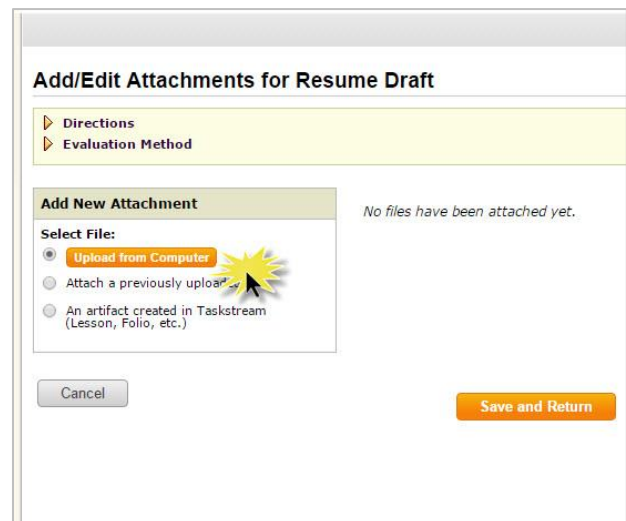 Add/Edit Attachments for Resume Draft
Directions
Evaluation Method
Add New Attachment
No files have been attached yet.
Select File:
Upload from Computer
Attach a previously
An artifact created in Taskstream
(Lesson, Folio, etc.)
Cancel
Save and Return